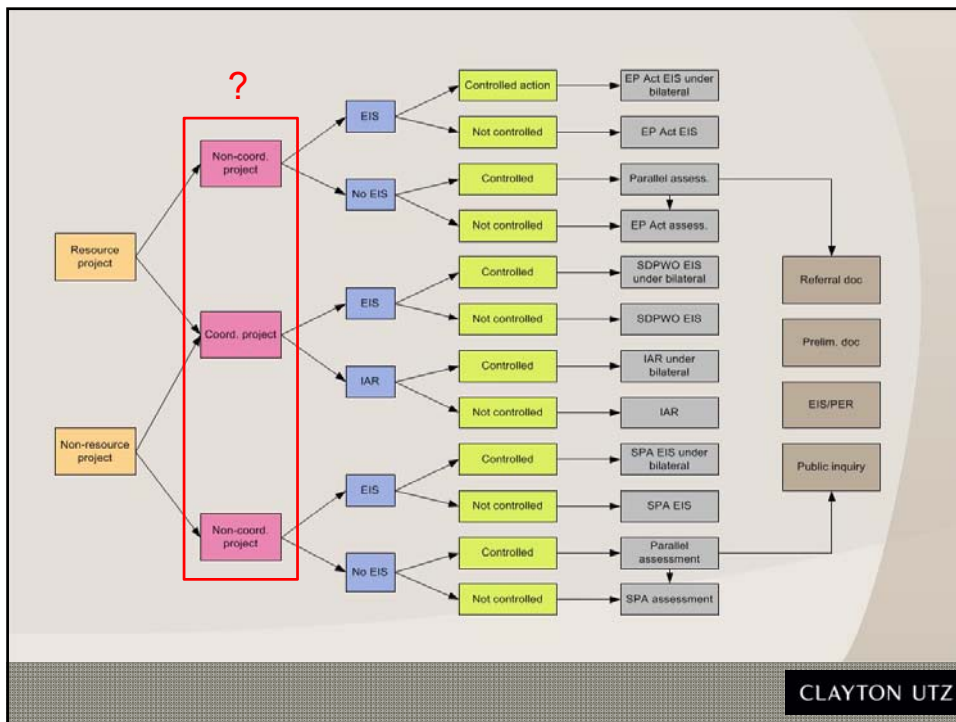 ?
Resource
project
Non-resource
project
Non-coord.
project
Coord. project
Non-coord.
project
EIS
No EIS
EIS
IAR
EIS
No EIS
Controlled action
Not controlled
Controlled
Not controlled
Controlled
Not controlled
Controlled
Not controlled
Controlled
Not controlled
Controlled
Not controlled
EP Act EIS under
bilateral
EP Act EIS
Parallel assess.
EP Act assess.
SDPWO EIS
under bilateral
SDPWO EIS
IAR under
bilateral
IAR
SPA EIS under
bilateral
SPA EIS
Parallel
assessment
SPA assessment
Referral doc
Prelim. doc
EIS/PER
Public inquiry
CLAYTON UTZ